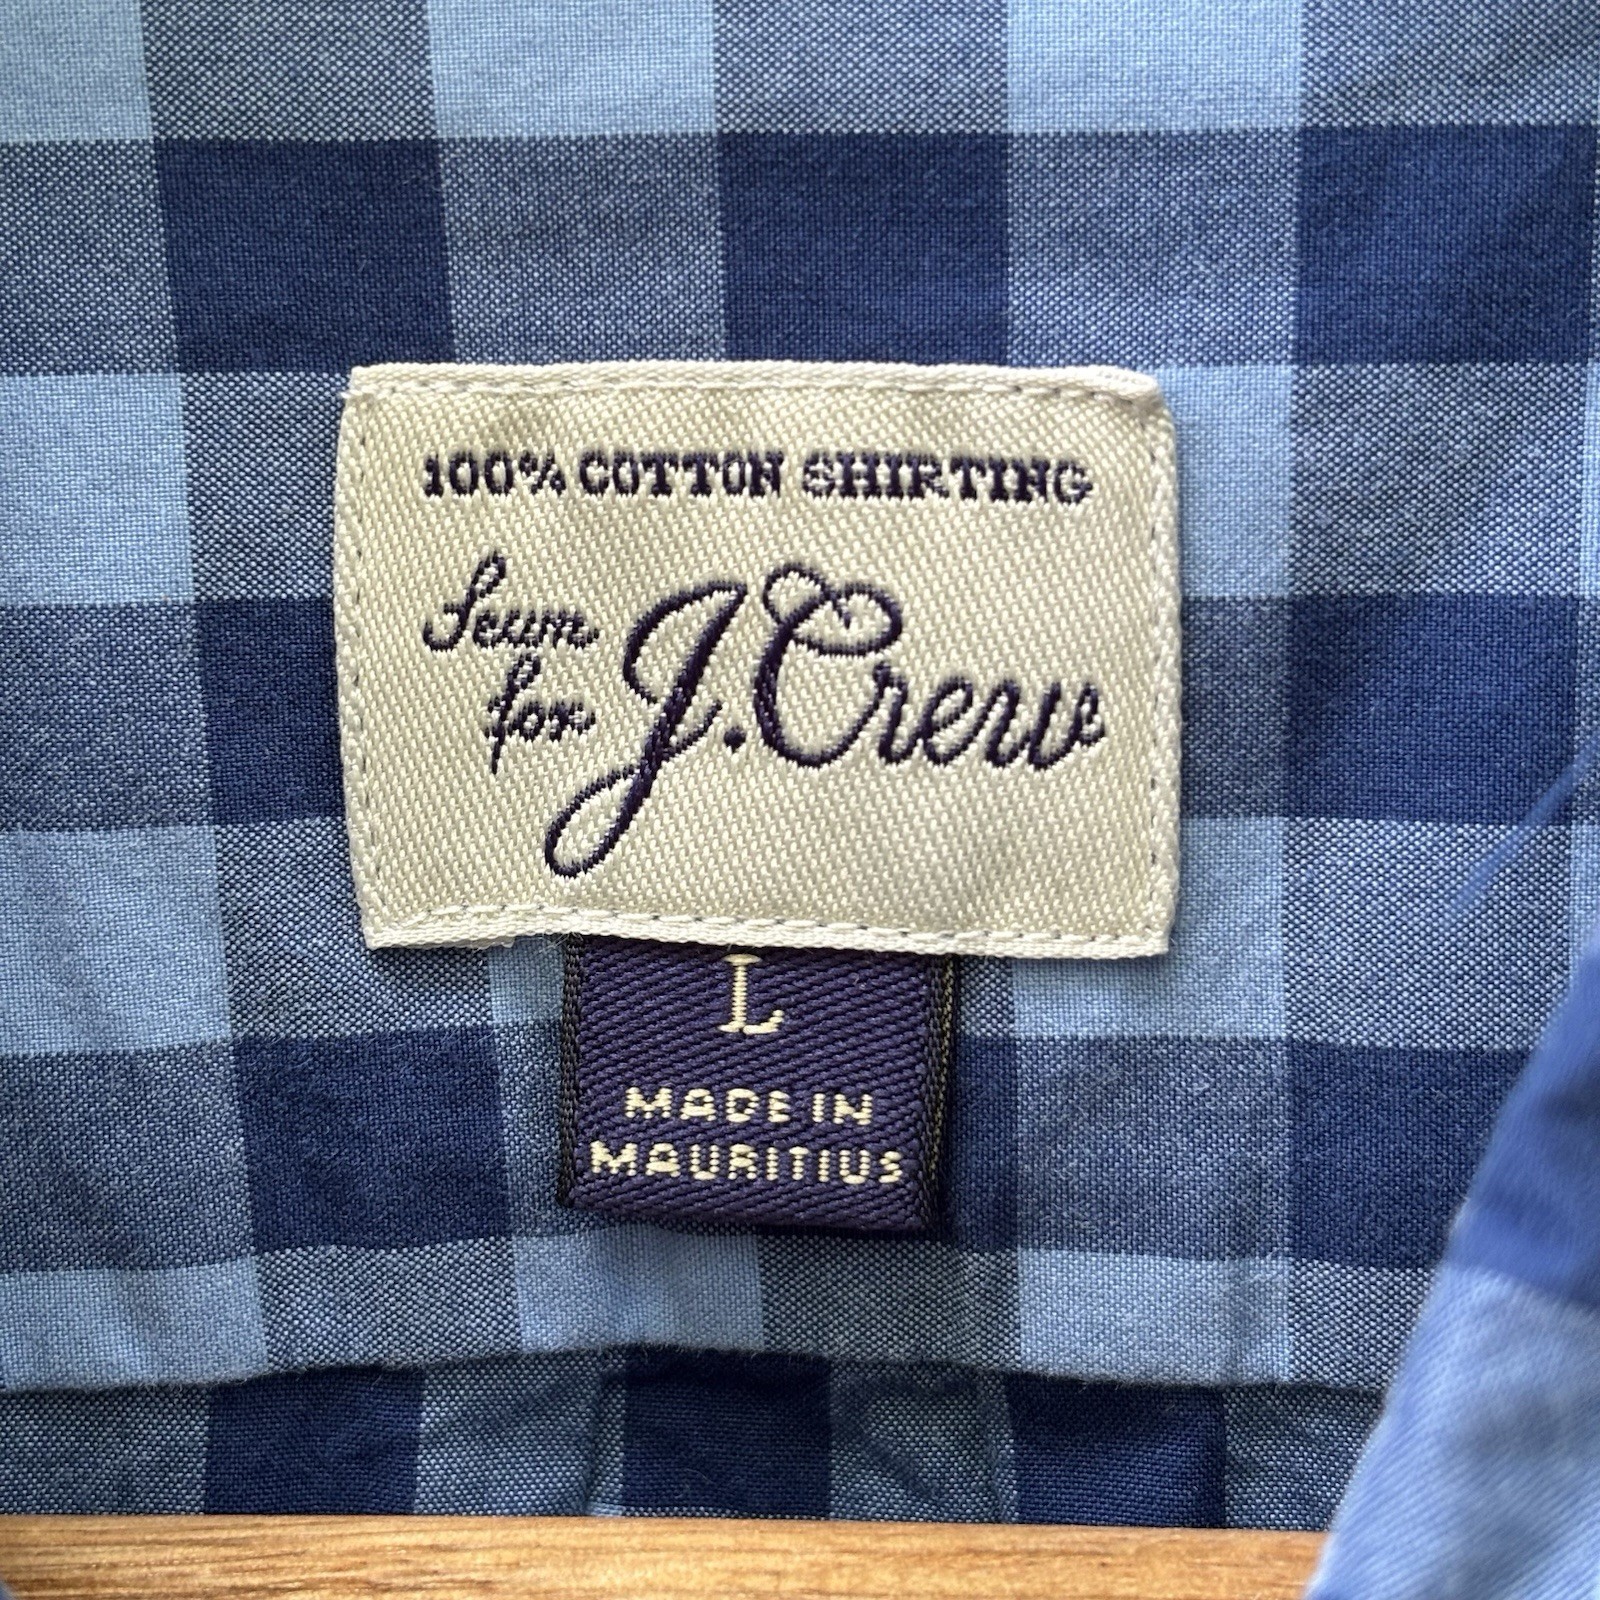 100% COTTON SHIRTING
Sewn
for J.Crew
L
MADE IN
MAURITIUS